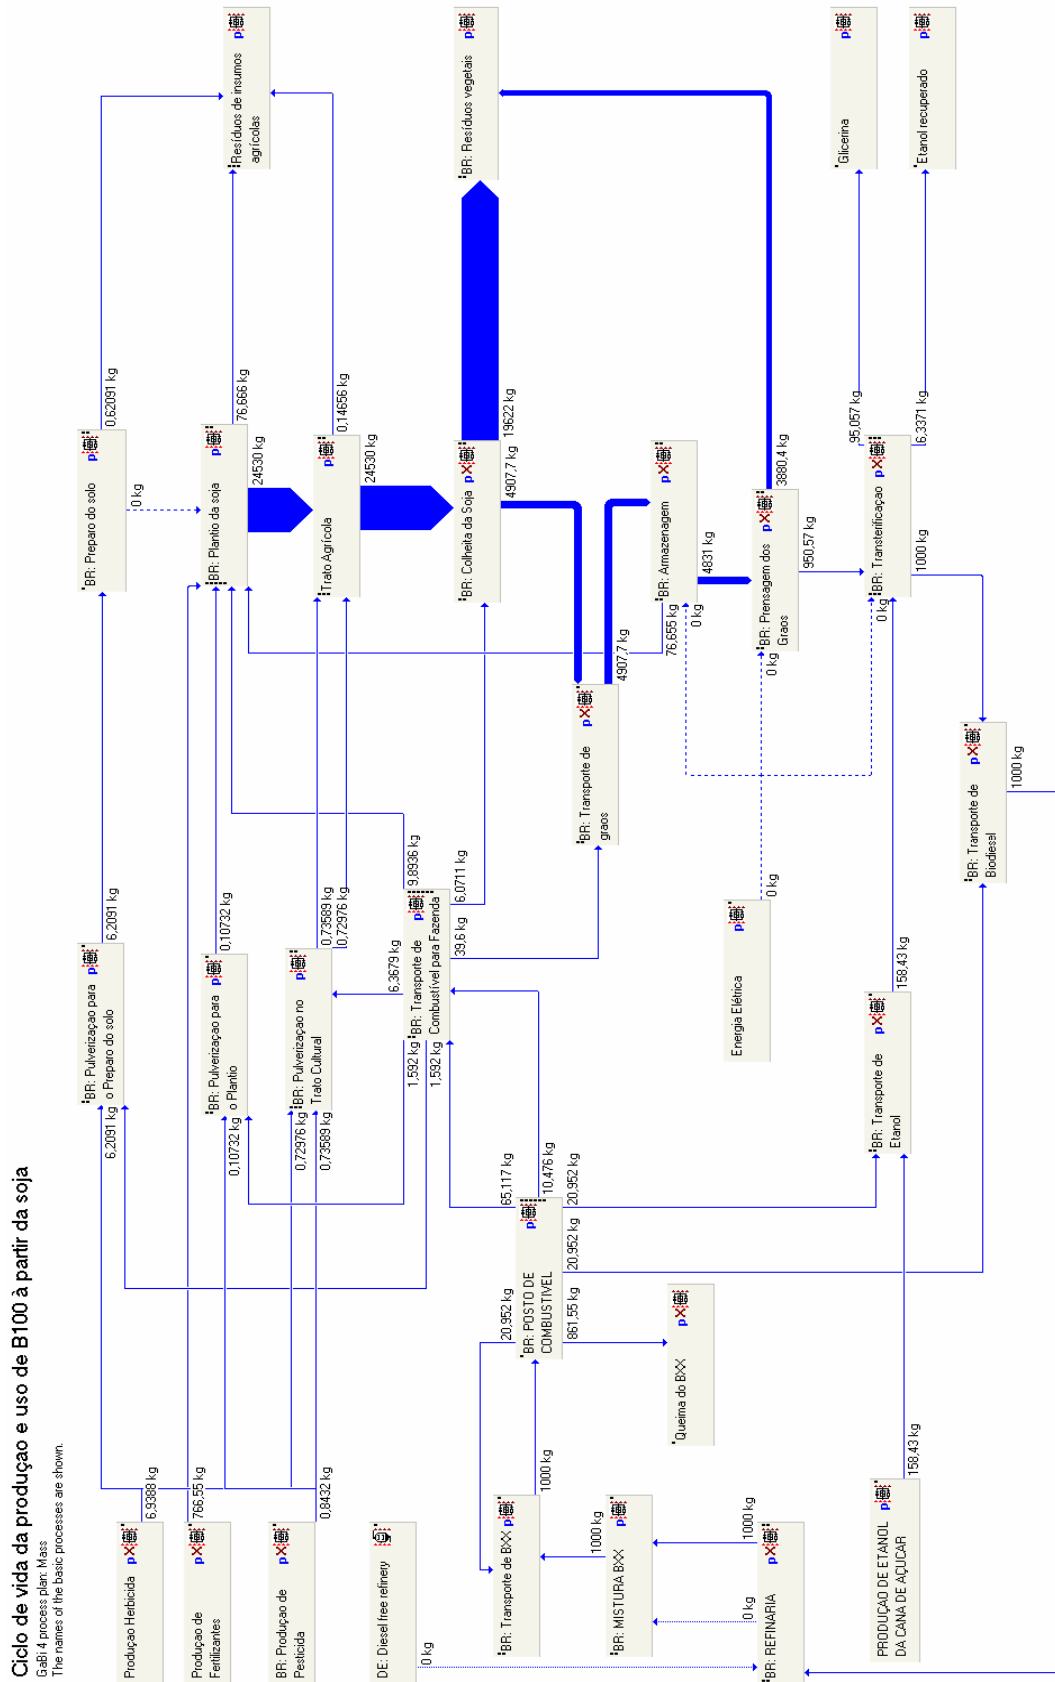 Ciclo de vida da produçao e uso de B100 à partir da soja
GaBi 4 process plan: Mass
The names of the basic processes are shown.
Produçao Herbicida
6,9388 kg
Produçao de
Fertilizantes
766,55 kg
BR: Produçao de
Pesticida
0,8432 kg
DE: Diesel free refinery
0 kg
BR: Transporte de BXX
1000 kg
BR: MISTURA BXX
1000 kg
BR: REFINARIA
0 kg
1000 kg
PRODUÇAO DE ETANOL
DA CANA DE AÇUCAR
158,43 kg
BR: POSTO DE
COMBUSTIVEL
20,952 kg
861,55 kg
20,952 kg
20,952 kg
65,117 kg
10,476 kg
Queima do BXX
BR: Pulverizaçao para
o Preparo do solo
6,2091 kg
6,2091 kg
BR: Pulverizaçao para
o Plantio
0,10732 kg
0,10732 kg
BR: Pulverizaçao no
Trato Cultural
0,72976 kg
0,73589 kg
0,73589 kg
0,72976 kg
BR: Transporte de
Combustível para Fazenda
1,592 kg
1,592 kg
6,3679 kg
9,8936 kg
6,0711 kg
39,6 kg
Energia Elétrica
0 kg
BR: Transporte de
Etanol
158,43 kg
BR: Transporte de
Biodiesal
1000 kg
BR: Transporte de
graos
4907,7 kg
BR: Preparo do solo
0 kg
0,62091 kg
BR: Plantio da soja
24530 kg
76,666 kg
Trato Agrícola
24530 kg
0,14656 kg
BR: Colheita da Soja
4907,7 kg
19622 kg
BR: Armazenagem
76,655 kg
0 kg
4831 kg
BR: Prensagem dos
Graos
0 kg
950,57 kg
3880,4 kg
BR: Transterificaçao
0 kg
1000 kg
95,057 kg
6,3371 kg
Resíduos de insumos
agrícolas
BR: Resíduos vegetais
Glicerina
Etanol recuperado